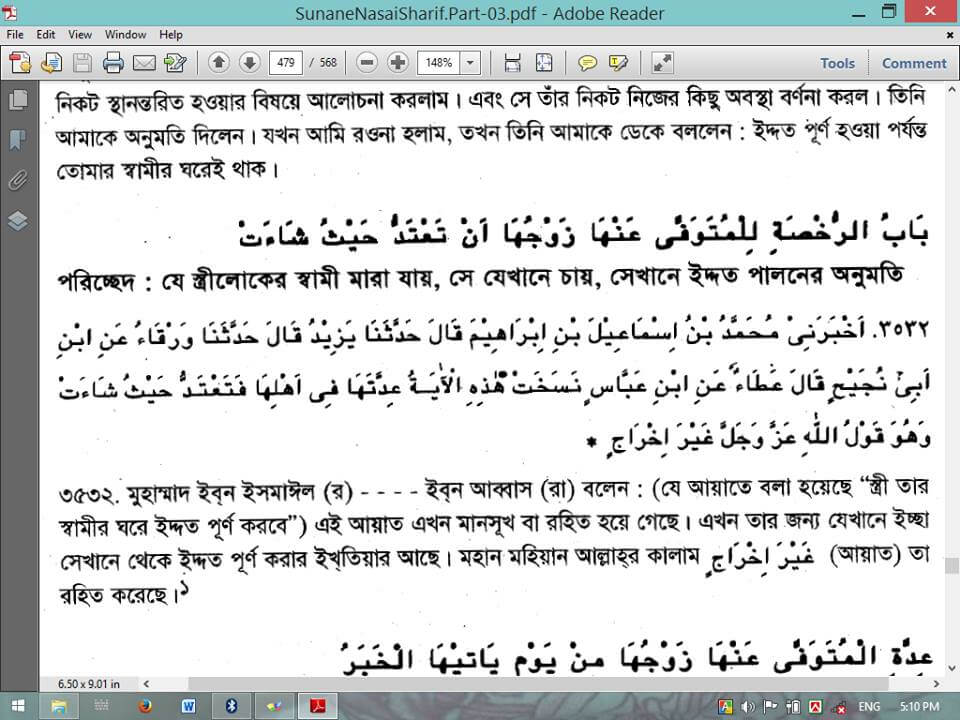 SunaneNasaiSharif.Part-03.pdf - Adobe Reader
File Edit View Window Help
479 / 568 148% Tools Comment
নিকট স্থানন্তরিত হওয়ার বিষয়ে আলোচনা করলাম। এবং সে তাঁর নিকট নিজের কিছু অবস্থা বর্ণনা করল। তিনি
আমাকে অনুমতি দিলেন। যখন আমি রওনা হলাম, তখন তিনি আমাকে ডেকে বললেন : ইদ্দত পূর্ণ হওয়া পর্যন্ত
তোমার স্বামীর ঘরেই থাক।
بَابُ الرُّخْصَةِ لِلْمُتَوَفّٰى عَنْهَا زَوْجُهَا اَنْ تَعْتَدَّ حَيْثُ شَاءَتْ
পরিচ্ছেদ : যে স্ত্রীলোকের স্বামী মারা যায়, সে যেখানে চায়, সেখানে ইদ্দত পালনের অনুমতি
٣٥٣٢. اَخْبَرَنِىْ مُحَمَّدُ بْنُ اِسْمَاعِيْلَ بْنِ اِبْرَاهِيْمَ قَالَ حَدَّثَنَا يَزِيْدُ قَالَ حَدَّثَنَا وَرْقَاءُ عَنِ ابْنِ
اَبِىْ نُجَيْحٍ قَالَ عَطَاءٌ عَنِ ابْنِ عَبَّاسٍ نَسَخَتْ هٰذِهِ الْاٰيَةُ عِدَّتَهَا فِى اَهْلِهَا فَتَعْتَدُّ حَيْثُ شَاءَتْ
وَهُوَ قَوْلُ اللّٰهِ عَزَّ وَجَلَّ غَيْرَ اِخْرَاجٍ *
৩৫৩২. মুহাম্মাদ ইব্‌ন ইসমাঈল (র) - - - - ইব্‌ন আব্বাস (রা) বলেন : (যে আয়াতে বলা হয়েছে “স্ত্রী তার
স্বামীর ঘরে ইদ্দত পূর্ণ করবে”) এই আয়াত এখন মানসূখ বা রহিত হয়ে গেছে। এখন তার জন্য যেখানে ইচ্ছা
সেখানে থেকে ইদ্দত পূর্ণ করার ইখ্‌তিয়ার আছে। মহান মহিয়ান আল্লাহ্‌র কালাম غَيْرَ اِخْرَاجٍ (আয়াত) তা
রহিত করেছে।১
عِدَّةُ الْمُتَوَفّٰى عَنْهَا زَوْجُهَا مِنْ يَوْمِ يَاتِيْهَا الْخَبَرُ
6.50 x 9.01 in
ENG 5:10 PM